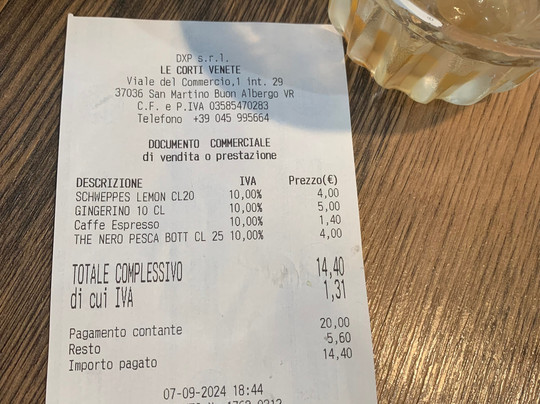 DXP s.r.l.
LE CORTI VENETE
Viale del Commercio,1 int. 29
37036 San Martino Buon Albergo VR
C.F. e P.IVA 03585470283
Telefono +39 045 995664
DOCUMENTO COMMERCIALE
di vendita o prestazione
DESCRIZIONE IVA Prezzo(€)
SCHWEPPES LEMON CL20 10,00% 4,00
GINGERINO 10 CL 10,00% 5,00
Caffe Espresso 10,00% 1,40
THE NERO PESCA BOTT CL 25 10,00% 4,00
TOTALE COMPLESSIVO 14,40
di cui IVA 1,31
Pagamento contante 20,00
Resto -5,60
Importo pagato 14,40
07-09-2024 18:44